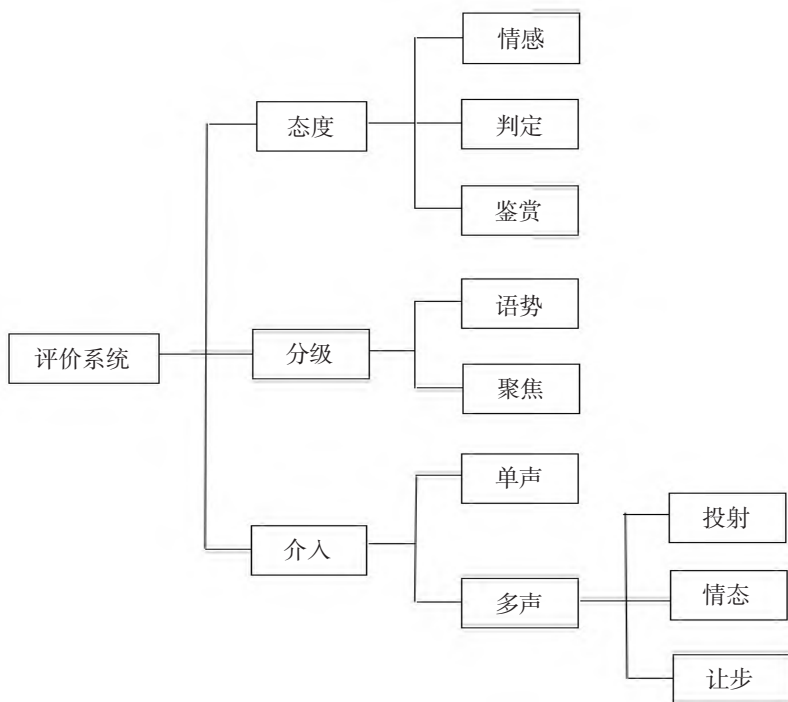 情感
态度
判定
鉴赏
语势
评价系统
分级
聚焦
单声
投射
介入
情态
多声
让步